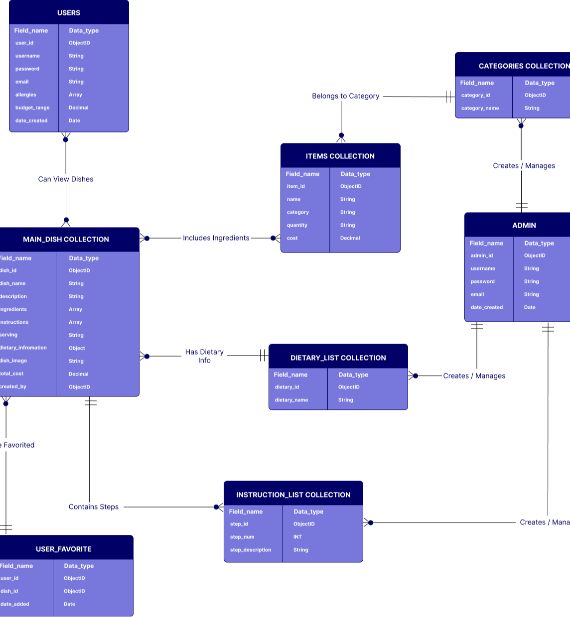 USERS
Field_name Data_type
user_id ObjectID
username String
password String
email String
allergies Array
budget_range Decimal
date_created Date
CATEGORIES COLLECTION
Field_name Data_type
category_id ObjectID
category_name String
Belongs to Category
ITEMS COLLECTION
Field_name Data_type
item_id ObjectID
name String
category String
quantity String
cost Decimal
Can View Dishes
Creates / Manages
MAIN_DISH COLLECTION
Field_name Data_type
dish_id ObjectID
dish_name String
description String
ngredients Array
nstructions Array
serving String
dietary_infromation Object
dish_image String
total_cost Decimal
created_by ObjectID
Includes Ingredients
ADMIN
Field_name Data_type
admin_id ObjectID
username String
password String
email String
date_created Date
Has Dietary
Info
DIETARY_LIST COLLECTION
Field_name Data_type
dietary_id ObjectID
dietary_name String
Creates / Manages
e Favorited
Contains Steps
INSTRUCTION_LIST COLLECTION
Field_name Data_type
step_id ObjectID
step_num INT
step_description String
Creates / Mana
USER_FAVORITE
Field_name Data_type
user_id ObjectID
dish_id ObjectID
date_added Date